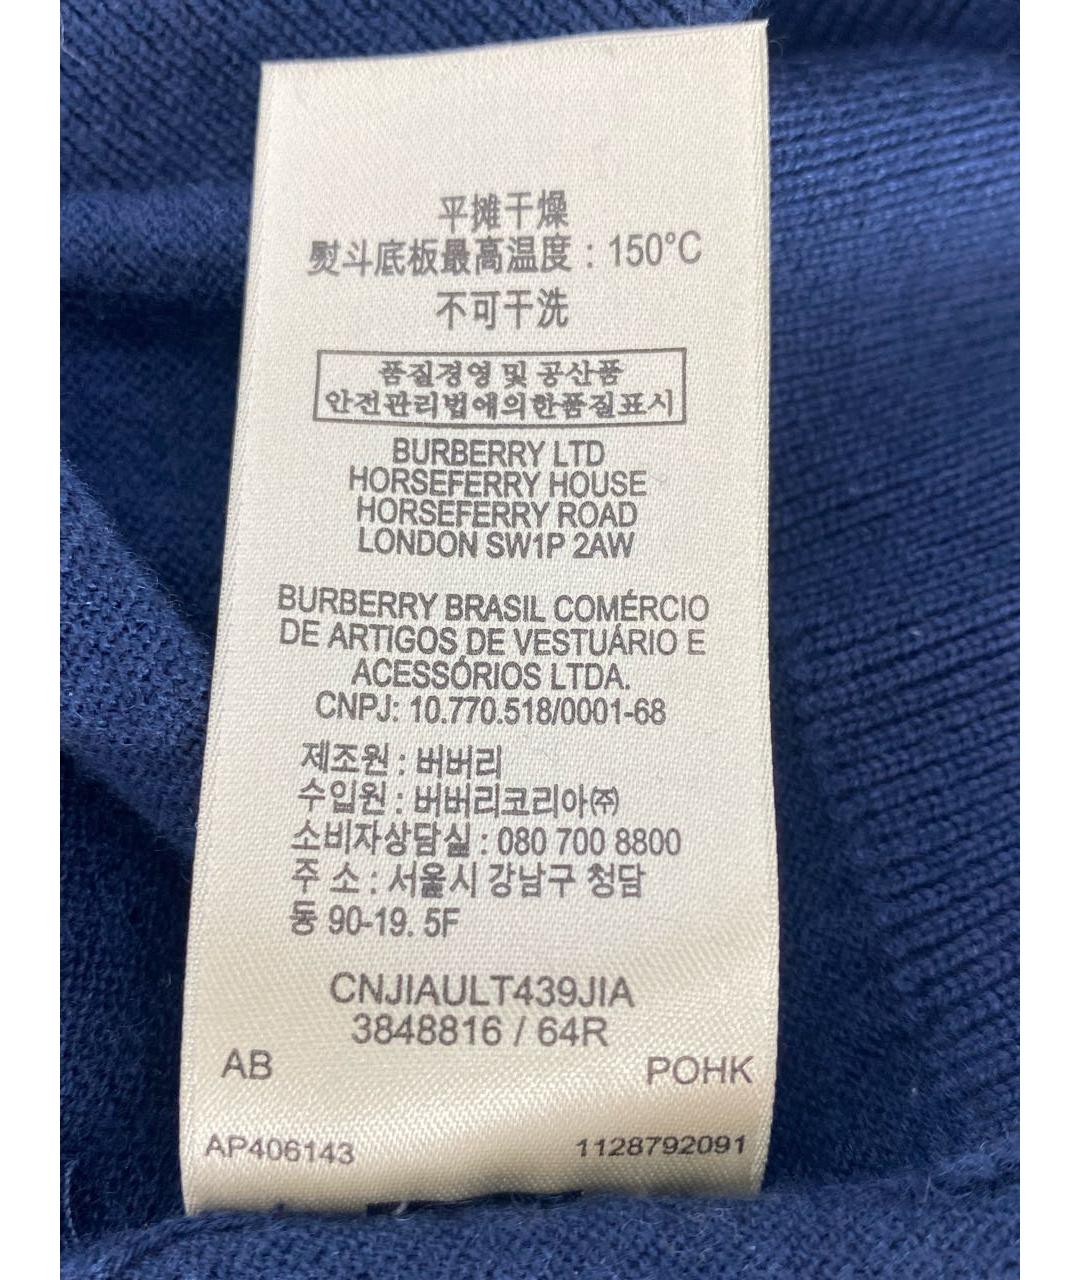 平摊干燥
熨斗底板最高温度 : 150°C
不可干洗
품질경영 및 공산품
안전관리법에의한품질표시
BURBERRY LTD
HORSEFERRY HOUSE
HORSEFERRY ROAD
LONDON SW1P 2AW
BURBERRY BRASIL COMÉRCIO
DE ARTIGOS DE VESTUÁRIO E
ACESSÓRIOS LTDA.
CNPJ: 10.770.518/0001-68
제조원 : 버버리
수입원 : 버버리코리아㈜
소비자상담실 : 080 700 8800
주 소 : 서울시 강남구 청담
동 90-19. 5F
CNJIAULT439JIA
3848816 / 64R
AB POHK
AP406143 1128792091